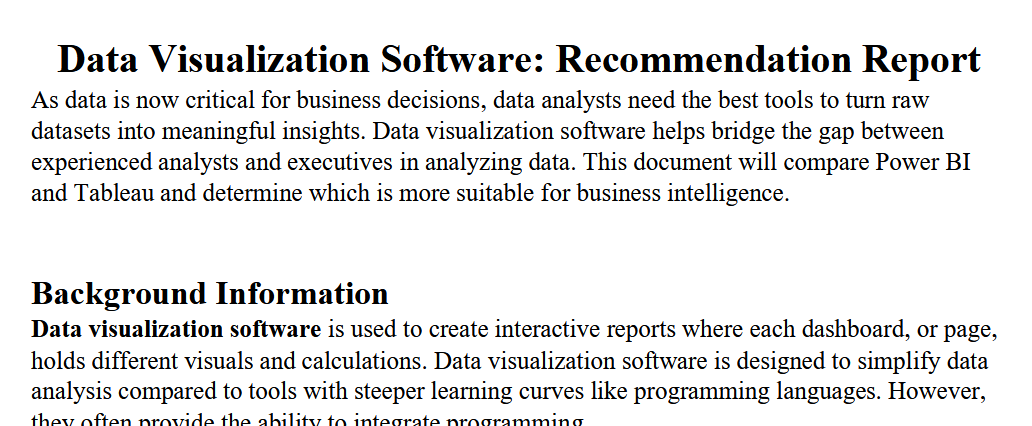 Data Visualization Software: Recommendation Report
As data is now critical for business decisions, data analysts need the best tools to turn raw
datasets into meaningful insights. Data visualization software helps bridge the gap between
experienced analysts and executives in analyzing data. This document will compare Power BI
and Tableau and determine which is more suitable for business intelligence.
Background Information
Data visualization software is used to create interactive reports where each dashboard, or page,
holds different visuals and calculations. Data visualization software is designed to simplify data
analysis compared to tools with steeper learning curves like programming languages. However,
they often provide the ability to integrate programming